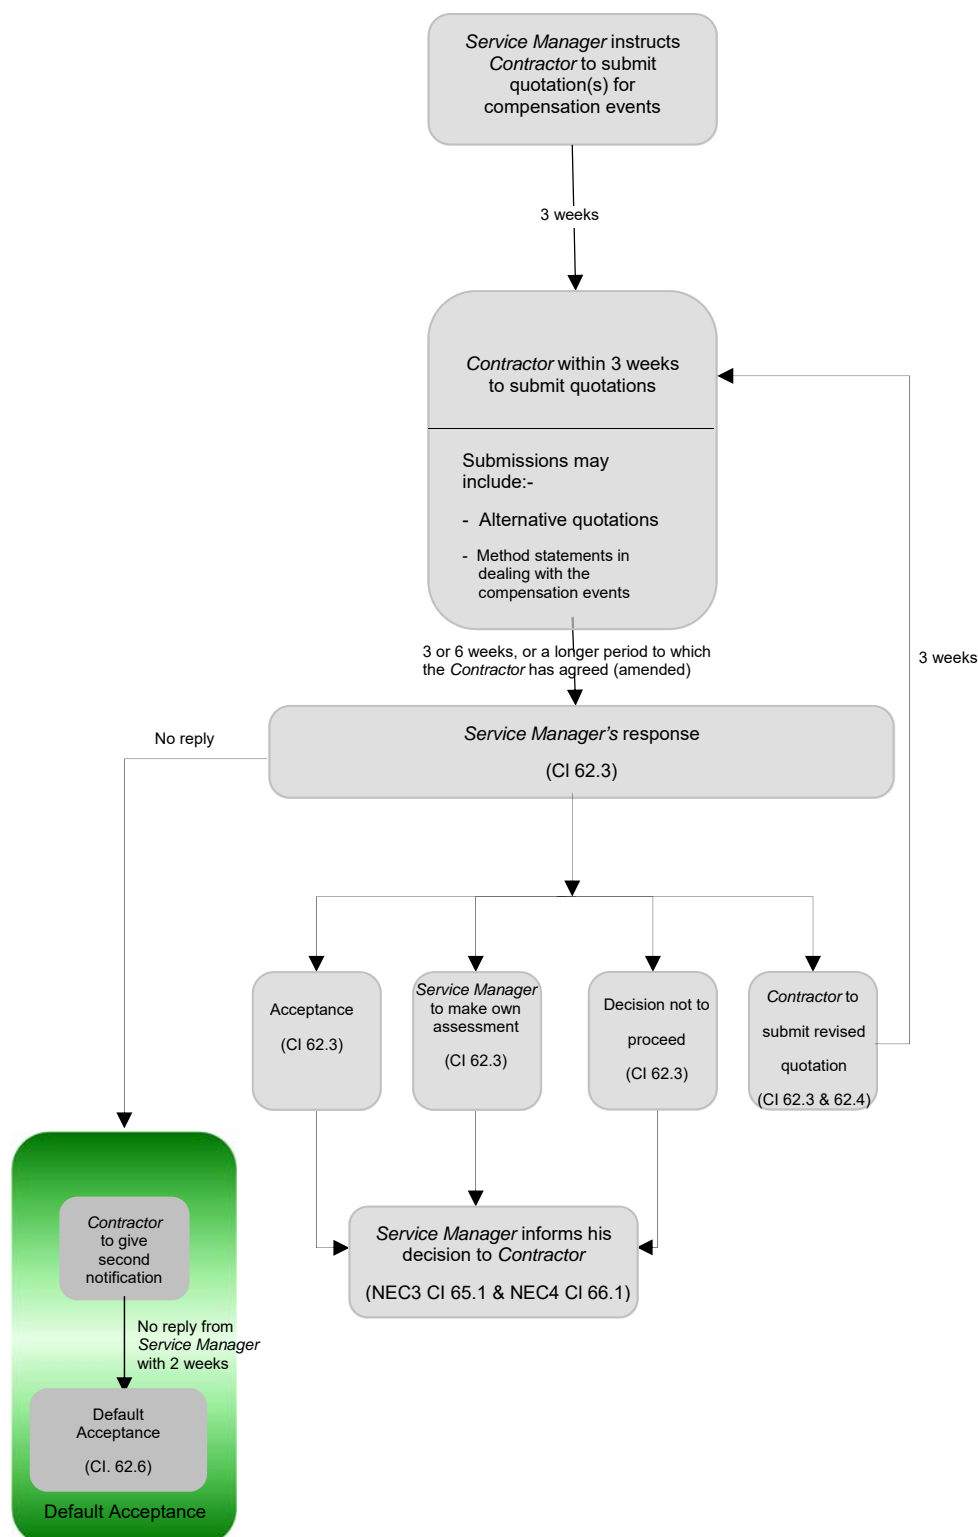 Service Manager instructs
Contractor to submit
quotation(s) for
compensation events
3 weeks
Contractor within 3 weeks
to submit quotations
Submissions may
include:-
- Alternative quotations
- Method statements in
dealing with the
compensation events
3 or 6 weeks, or a longer period to which
the Contractor has agreed (amended)
3 weeks
Service Manager's response
(Cl 62.3)
No reply
Acceptance
(Cl 62.3)
Service Manager
to make own
assessment
(Cl 62.3)
Decision not to
proceed
(Cl 62.3)
Contractor to
submit revised
quotation
(Cl 62.3 & 62.4)
Service Manager informs his
decision to Contractor
(NEC3 Cl 65.1 & NEC4 Cl 66.1)
Contractor
to give
second
notification
No reply from
Service Manager
with 2 weeks
Default
Acceptance
(Cl. 62.6)
Default Acceptance